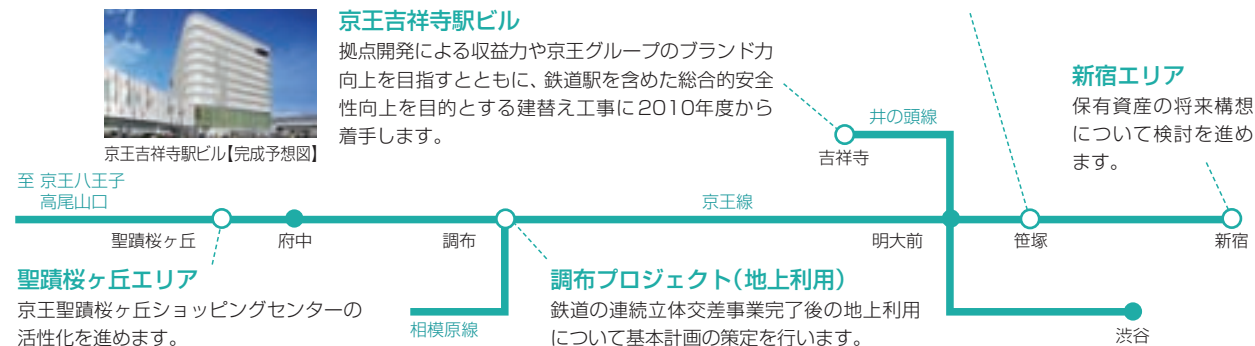 京王吉祥寺駅ビル
拠点開発による収益力や京王グループのブランド力
向上を目指すとともに、鉄道駅を含めた総合的安全
性向上を目的とする建替え工事に2010年度から
着手します。
京王吉祥寺駅ビル【完成予想図】
新宿エリア
保有資産の将来構想
について検討を進め
ます。
井の頭線
吉祥寺
至 京王八王子
高尾山口
京王線
聖蹟桜ヶ丘
府中
調布
明大前
笹塚
新宿
聖蹟桜ヶ丘エリア
京王聖蹟桜ヶ丘ショッピングセンターの
活性化を進めます。
相模原線
調布プロジェクト(地上利用)
鉄道の連続立体交差事業完了後の地上利用
について基本計画の策定を行います。
渋谷